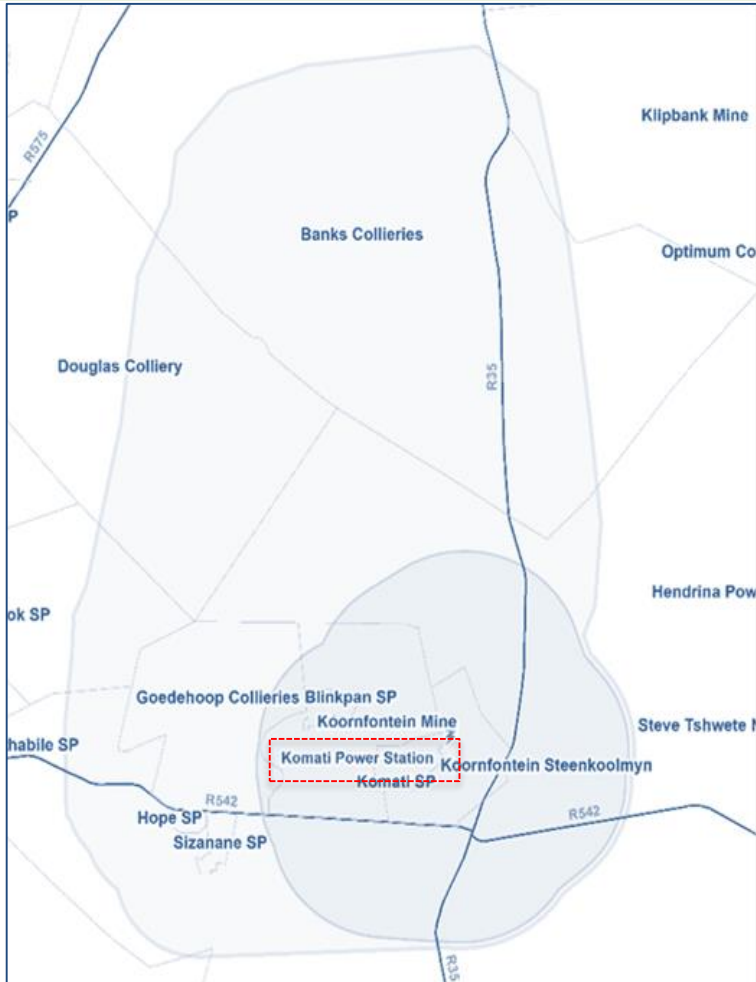 R575
Klipbank Mine
P
Banks Collieries
Optimum Co
Douglas Colliery
R35
Hendrina Pow
ok SP
Goedehoop Collieries Blinkpan SP
Koornfontein Mine
Steve Tshwete N
habile SP
Komati Power Station
Koornfontein Steenkoolmyn
Komati SP
R542
Hope SP
R542
Sizanane SP
R35